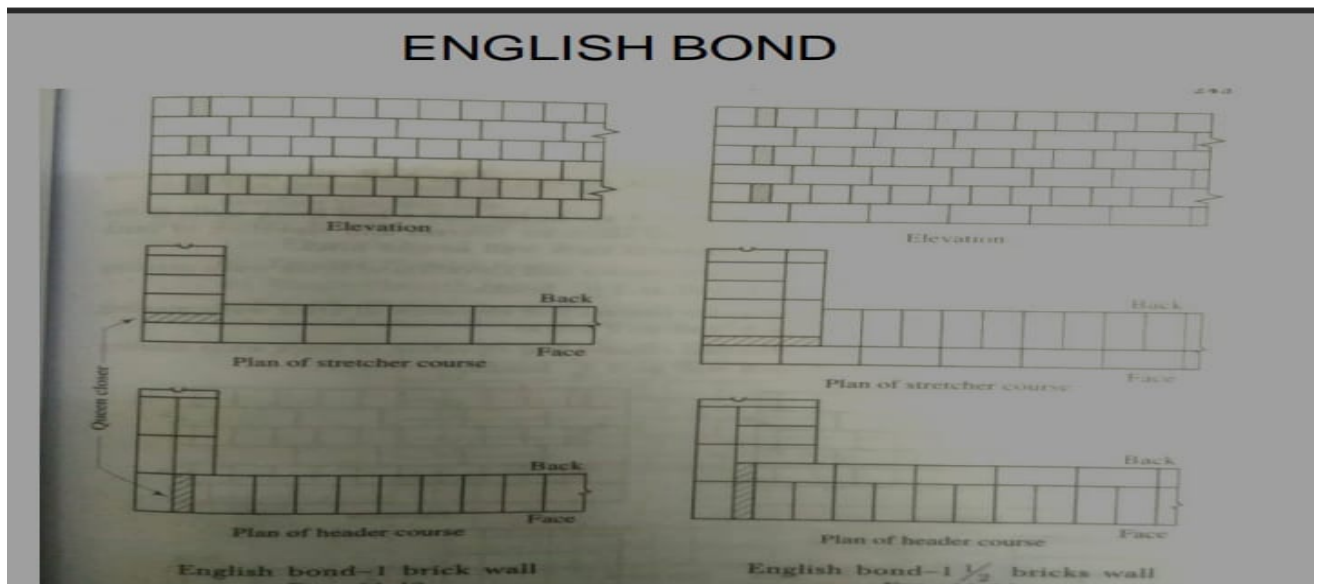 ENGLISH BOND
243
Elevation
Elevation
Back
Face
Plan of stretcher course
Back
Face
Plan of stretcher course
Queen closer
Back
Face
Plan of header course
Back
Face
Plan of header course
English bond-1 brick wall
English bond-1 1/2 bricks wall